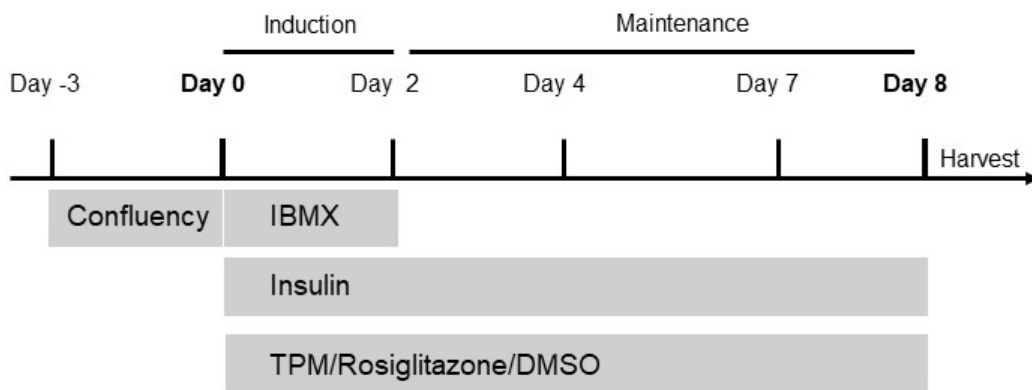 Induction Maintenance
Day -3 Day 0 Day 2 Day 4 Day 7 Day 8
Harvest
Confluency IBMX
Insulin
TPM/Rosiglitazone/DMSO